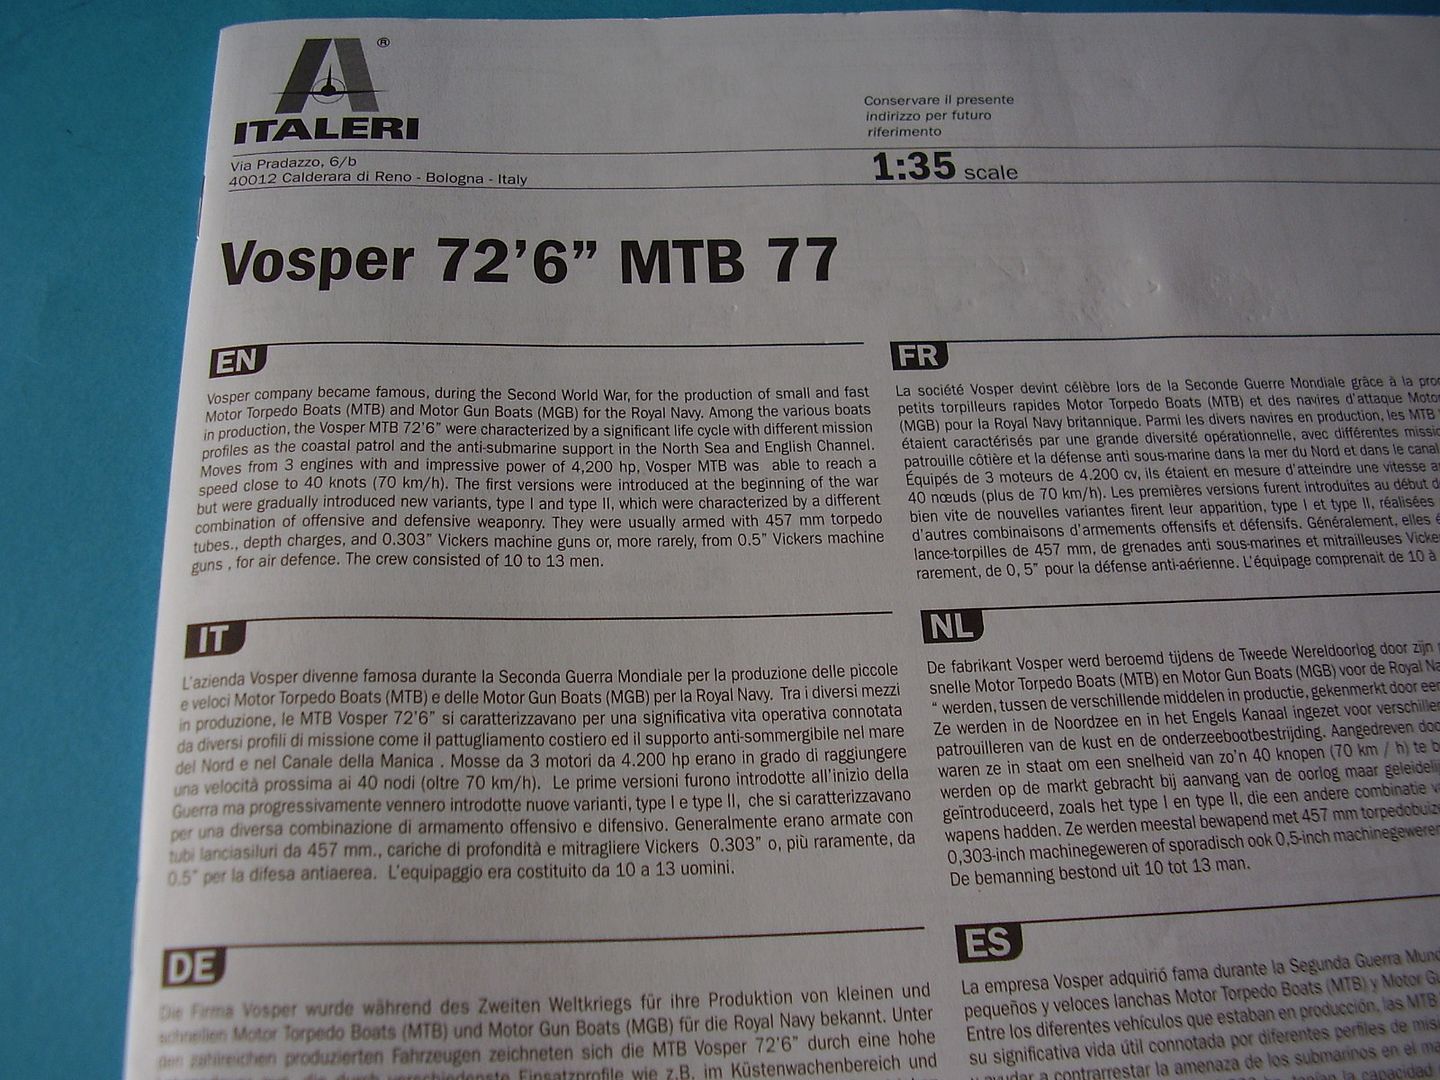 ITALERI
®
Via Pradazzo, 6/b
40012 Calderara di Reno - Bologna - Italy
Conservare il presente
indirizzo per futuro
riferimento
1:35 scale
Vosper 72’6” MTB 77
EN
Vosper company became famous, during the Second World War, for the production of small and fast
Motor Torpedo Boats (MTB) and Motor Gun Boats (MGB) for the Royal Navy. Among the various boats
in production, the Vosper MTB 72’6” were characterized by a significant life cycle with different mission
profiles as the coastal patrol and the anti-submarine support in the North Sea and English Channel.
Moves from 3 engines with and impressive power of 4,200 hp, Vosper MTB was able to reach a
speed close to 40 knots (70 km/h). The first versions were introduced at the beginning of the war
but were gradually introduced new variants, type I and type II, which were characterized by a different
combination of offensive and defensive weaponry. They were usually armed with 457 mm torpedo
tubes., depth charges, and 0.303” Vickers machine guns or, more rarely, from 0.5” Vickers machine
guns , for air defence. The crew consisted of 10 to 13 men.
FR
La société Vosper devint célèbre lors de la Seconde Guerre Mondiale grâce à la
petits torpilleurs rapides Motor Torpedo Boats (MTB) et des navires d’attaque
(MGB) pour la Royal Navy britannique. Parmi les divers navires en production, les MTB
étaient caractérisés par une grande diversité opérationnelle, avec différentes
patrouille côtière et la défense anti sous-marine dans la mer du Nord et dans le
Équipés de 3 moteurs de 4.200 cv, ils étaient en mesure d’atteindre une vitesse
40 nœuds (plus de 70 km/h). Les premières versions furent introduites au début
bien vite de nouvelles variantes firent leur apparition, type I et type II, réalisées
d’autres combinaisons d’armements offensifs et défensifs. Généralement, elles
lance-torpilles de 457 mm, de grenades anti sous-marines et mitrailleuses
rarement, de 0, 5” pour la défense anti-aérienne. L’équipage comprenait de 10 à
IT
L’azienda Vosper divenne famosa durante la Seconda Guerra Mondiale per la produzione delle piccole
e veloci Motor Torpedo Boats (MTB) e delle Motor Gun Boats (MGB) per la Royal Navy. Tra i diversi mezzi
in produzione, le MTB Vosper 72’6” si caratterizzavano per una significativa vita operativa connotata
da diversi profili di missione come il pattugliamento costiero ed il supporto anti-sommergibile nel mare
del Nord e nel Canale della Manica . Mosse da 3 motori da 4.200 hp erano in grado di raggiungere
una velocità prossima ai 40 nodi (oltre 70 km/h). Le prime versioni furono introdotte all’inizio della
Guerra ma progressivamente vennero introdotte nuove varianti, type I e type II, che si caratterizzavano
per una diversa combinazione di armamento offensivo e difensivo. Generalmente erano armate con
tubi lanciasiluri da 457 mm., cariche di profondità e mitragliere Vickers 0.303” o, più raramente, da
0.5” per la difesa antiaerea. L’equipaggio era costituito da 10 a 13 uomini.
NL
De fabrikant Vosper werd beroemd tijdens de Tweede Wereldoorlog door zijn
snelle Motor Torpedo Boats (MTB) en Motor Gun Boats (MGB) voor de Royal
“ werden, tussen de verschillende middelen in productie, gekenmerkt door
Ze werden in de Noordzee en in het Engels Kanaal ingezet voor
patrouilleren van de kust en de onderzeebootbestrijding. Aangedreven
waren ze in staat om een snelheid van zo’n 40 knopen (70 km / h) te
werden op de markt gebracht bij aanvang van de oorlog maar
geïntroduceerd, zoals het type I en type II, die een andere combinatie
wapens hadden. Ze werden meestal bewapend met 457 mm
0,303-inch machinegeweren of sporadisch ook 0,5-inch machinegeweren
De bemanning bestond uit 10 tot 13 man.
DE
Die Firma Vosper wurde während des Zweiten Weltkriegs für ihre Produktion von kleinen und
schnellen Motor Torpedo Boats (MTB) und Motor Gun Boats (MGB) für die Royal Navy bekannt. Unter
den zahlreichen produzierten Fahrzeugen zeichneten sich die MTB Vosper 72’6” durch eine hohe
Einsatzprofile wie z.B. im Küstenwachenbereich und
ES
La empresa Vosper adquirió fama durante la Segunda Guerra
pequeños y veloces lanchas Motor Torpedo Boats (MTB) y Motor
Entre los diferentes vehículos que estaban en producción, las MTB
su significativa vida útil connotada por diferentes perfiles de
y ayudar a contrarrestar la amenaza de los submarinos en el